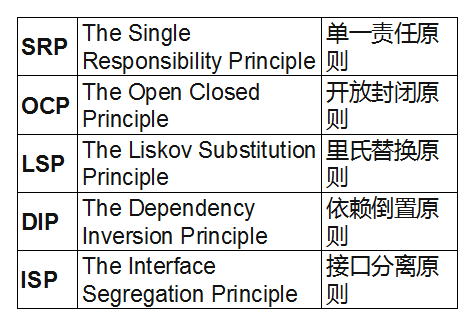 SRP
The Single
Responsibility Principle
单一责任原
则
OCP
The Open Closed
Principle
开放封闭原
则
LSP
The Liskov Substitution
Principle
里氏替换原
则
DIP
The Dependency
Inversion Principle
依赖倒置原
则
ISP
The Interface
Segregation Principle
接口分离原
则